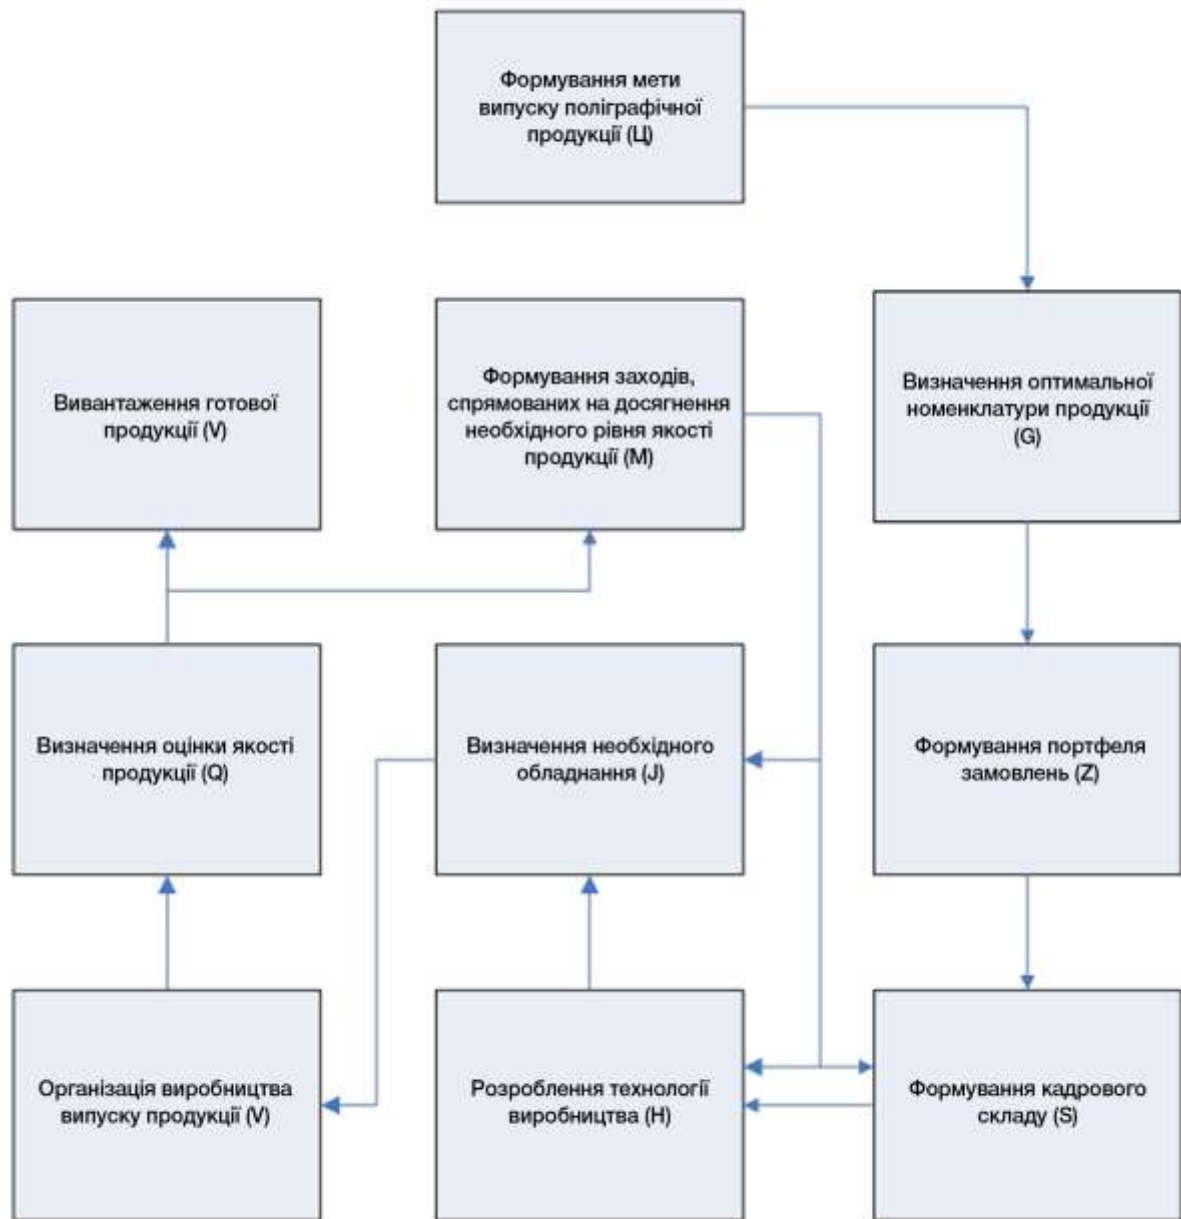 Формування мети
випуску поліграфічної
продукції (Ц)
Вивантаження готової
продукції (V)
Формування заходів,
спрямованих на досягнення
необхідного рівня якості
продукції (М)
Визначення оптимальної
номенклатури продукції
(G)
Визначення оцінки якості
продукції (Q)
Визначення необхідного
обладнання (J)
Формування портфеля
замовлень (Z)
Організація виробництва
випуску продукції (V)
Розроблення технології
виробництва (Н)
Формування кадрового
складу (S)